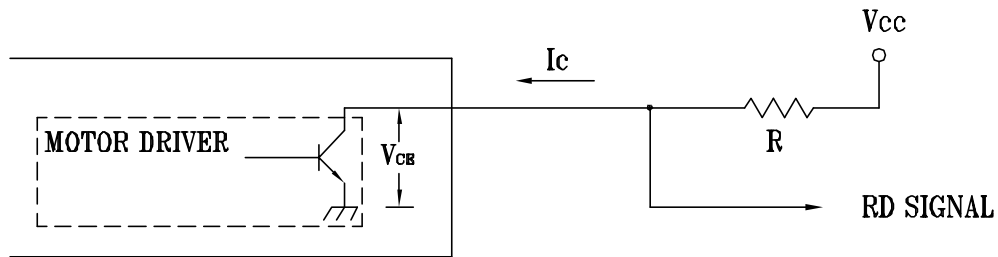 Vcc
Ic
MOTOR DRIVER
VCE
R
RD SIGNAL